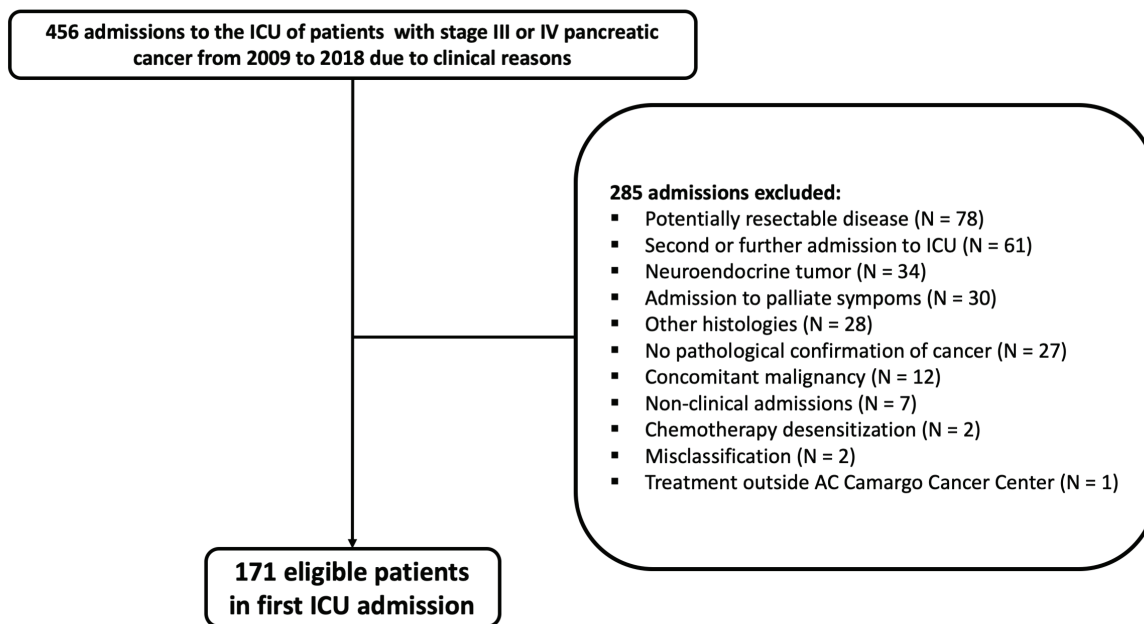 456 admissions to the ICU of patients with stage III or IV pancreatic
cancer from 2009 to 2018 due to clinical reasons
285 admissions excluded:
▪ Potentially resectable disease (N = 78)
▪ Second or further admission to ICU (N = 61)
▪ Neuroendocrine tumor (N = 34)
▪ Admission to palliate sympoms (N = 30)
▪ Other histologies (N = 28)
▪ No pathological confirmation of cancer (N = 27)
▪ Concomitant malignancy (N = 12)
▪ Non-clinical admissions (N = 7)
▪ Chemotherapy desensitization (N = 2)
▪ Misclassification (N = 2)
▪ Treatment outside AC Camargo Cancer Center (N = 1)
171 eligible patients
in first ICU admission